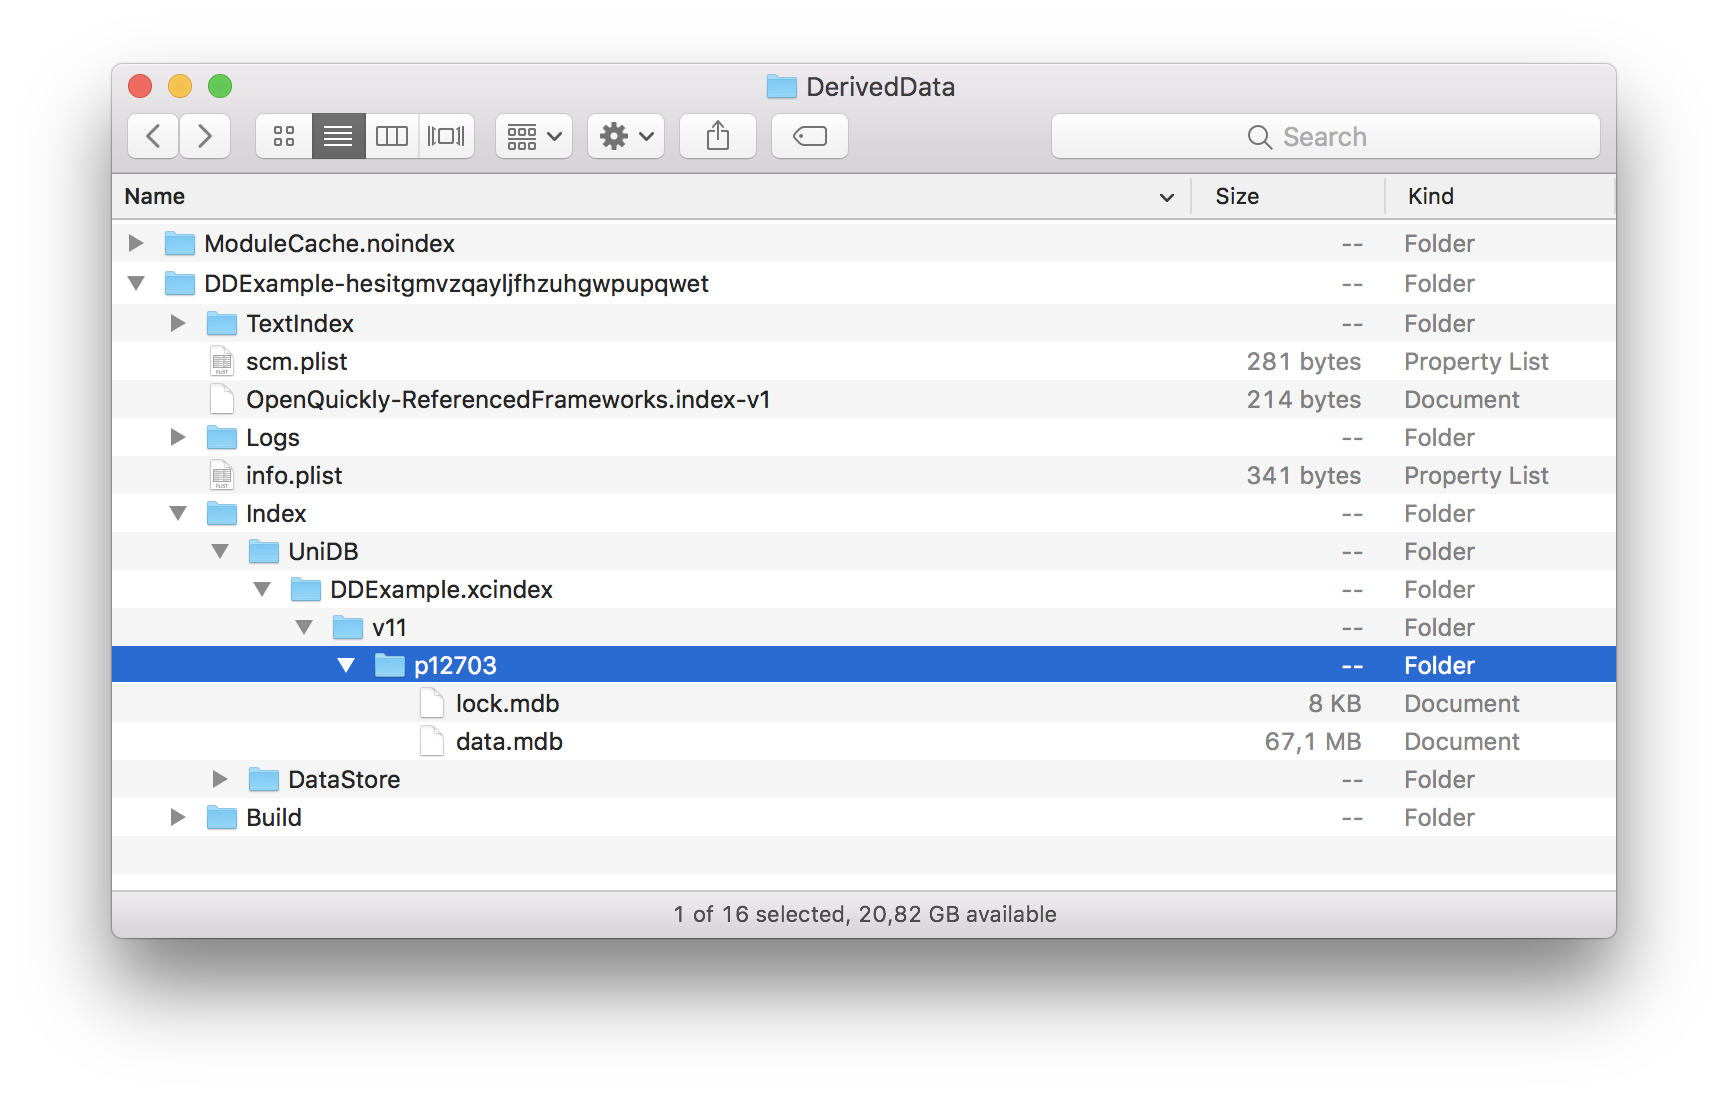 DerivedData
Search
Name Size Kind
ModuleCache.noindex -- Folder
DDExample-hesitgmvzqayljfhzuhgwpupqwet -- Folder
TextIndex -- Folder
scm.plist 281 bytes Property List
OpenQuickly-ReferencedFrameworks.index-v1 214 bytes Document
Logs -- Folder
info.plist 341 bytes Property List
Index -- Folder
UniDB -- Folder
DDExample.xcindex -- Folder
v11 -- Folder
p12703 -- Folder
lock.mdb 8 KB Document
data.mdb 67,1 MB Document
DataStore -- Folder
Build -- Folder
1 of 16 selected, 20,82 GB available